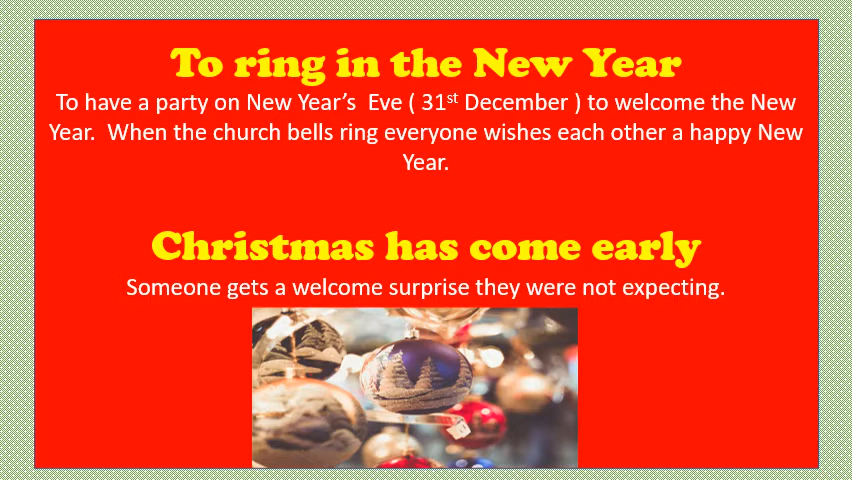 To ring in the New Year
To have a party on New Year’s  Eve ( 31st December ) to welcome the New
Year.  When the church bells ring everyone wishes each other a happy New
Year.
Christmas has come early
Someone gets a welcome surprise they were not expecting.